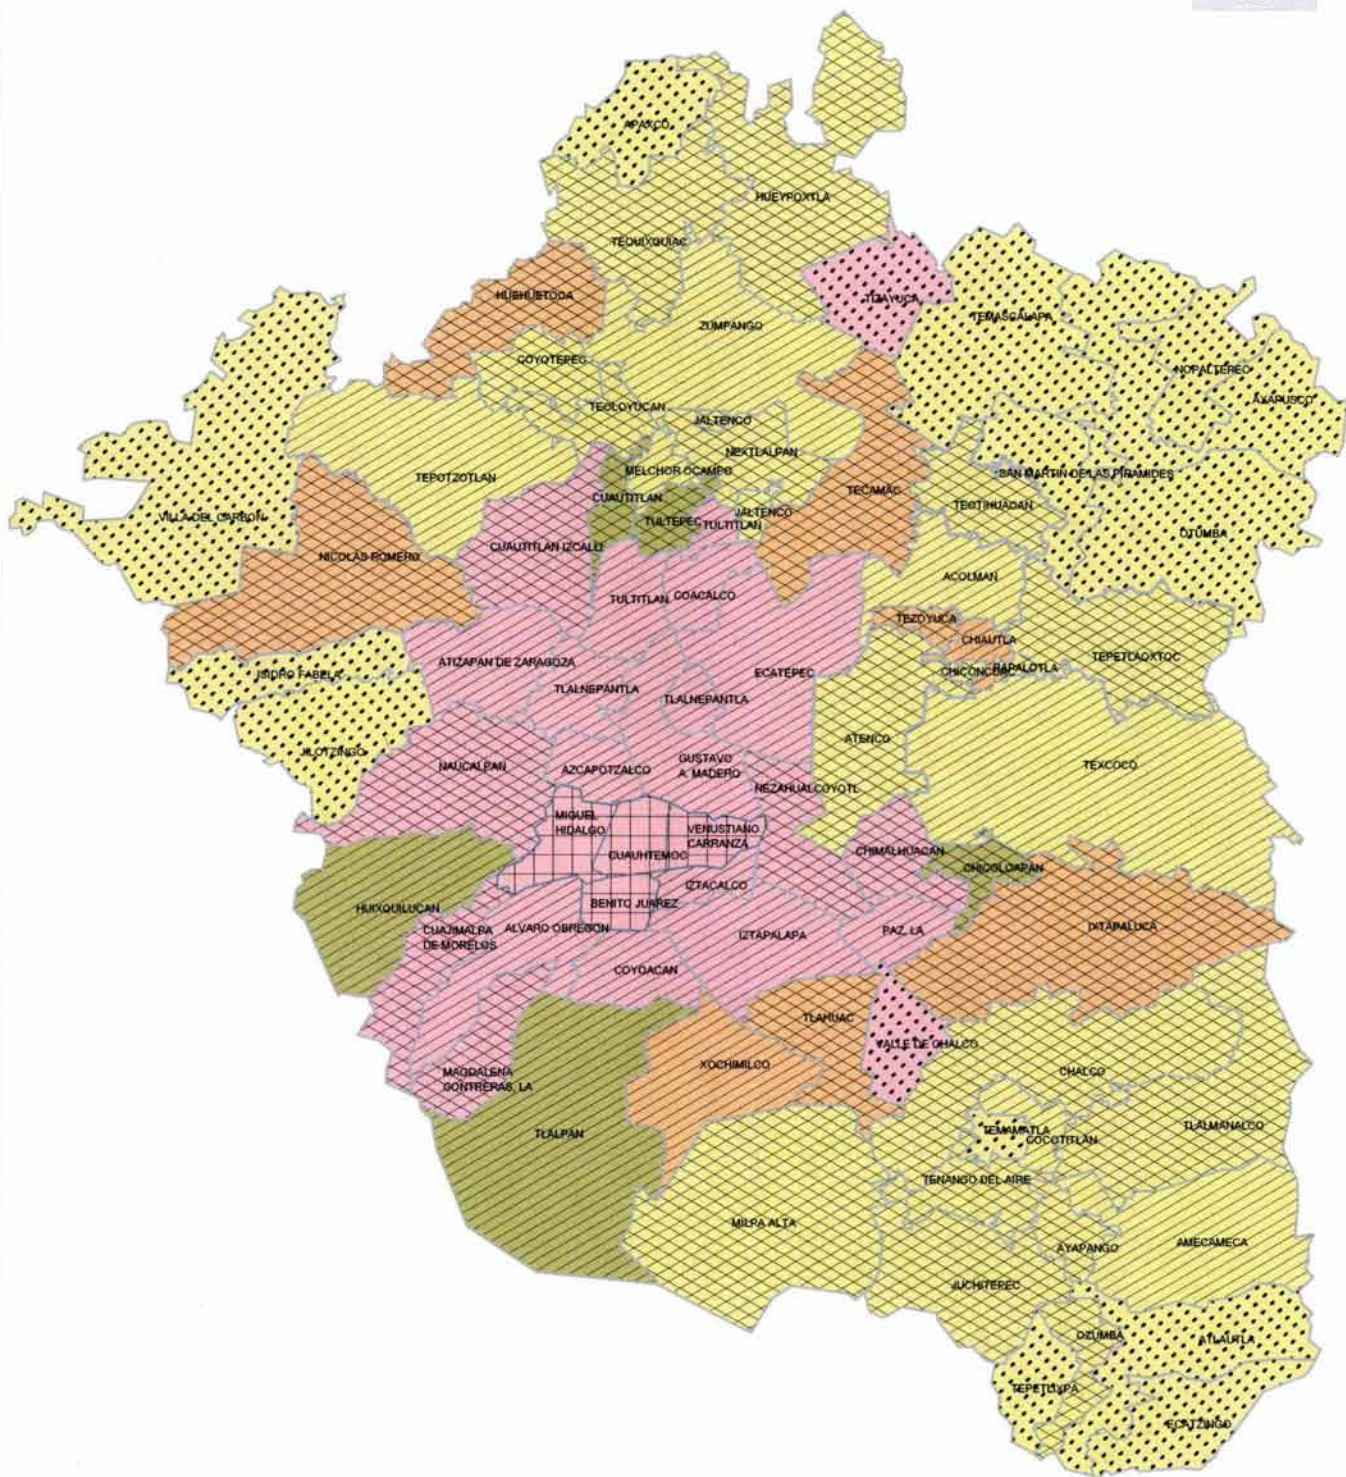 APAXCO
HUEYPOXTLA
TEQUIXQUIAC
HUEHUETOCA
TIZAYUCA
TEMASCALAPA
ZUMPANGO
COYOTEPEC
NOPALTEPEC
AXAPUSCO
TEOLOYUCAN
JALTENCO
NEXTLALPAN
MELCHOR OCAMPO
SAN MARTIN DE LAS PIRAMIDES
TEPOTZOTLAN
TECAMAC
CUAUTITLAN
TEOTIHUACAN
JALTENCO
VILLA DEL CARBON
TULTEPEC
TULTITLAN
OTUMBA
CUAUTITLAN IZCALLI
NICOLAS ROMERO
ACOLMAN
TULTITLAN
COACALCO
TEZOYUCA
CHIAUTLA
TEPETLAOXTOC
ATIZAPAN DE ZARAGOZA
PAPALOTLA
ISIDRO FABELA
ECATEPEC
CHICONCUAC
TLALNEPANTLA
TLALNEPANTLA
ATENCO
JILOTZINGO
NAUCALPAN
AZCAPOTZALCO
GUSTAVO
A. MADERO
TEXCOCO
NEZAHUALCOYOTL
MIGUEL
HIDALGO
VENUSTIANO
CARRANZA
CUAUHTEMOC
CHIMALHUACAN
CHICOLOAPAN
IZTACALCO
BENITO JUAREZ
HUIXQUILUCAN
CUAJIMALPA
DE MORELOS
ALVARO OBREGON
IZTAPALAPA
PAZ, LA
IXTAPALUCA
COYOACAN
TLAHUAC
VALLE DE CHALCO
XOCHIMILCO
MAGDALENA
CONTRERAS, LA
CHALCO
TLALPAN
TEMAMATLA
COCOTITLAN
TLALMANALCO
TENANGO DEL AIRE
MILPA ALTA
AYAPANGO
AMECAMECA
JUCHITEPEC
OZUMBA
ATLAUTLA
TEPETLIXPA
ECATZINGO